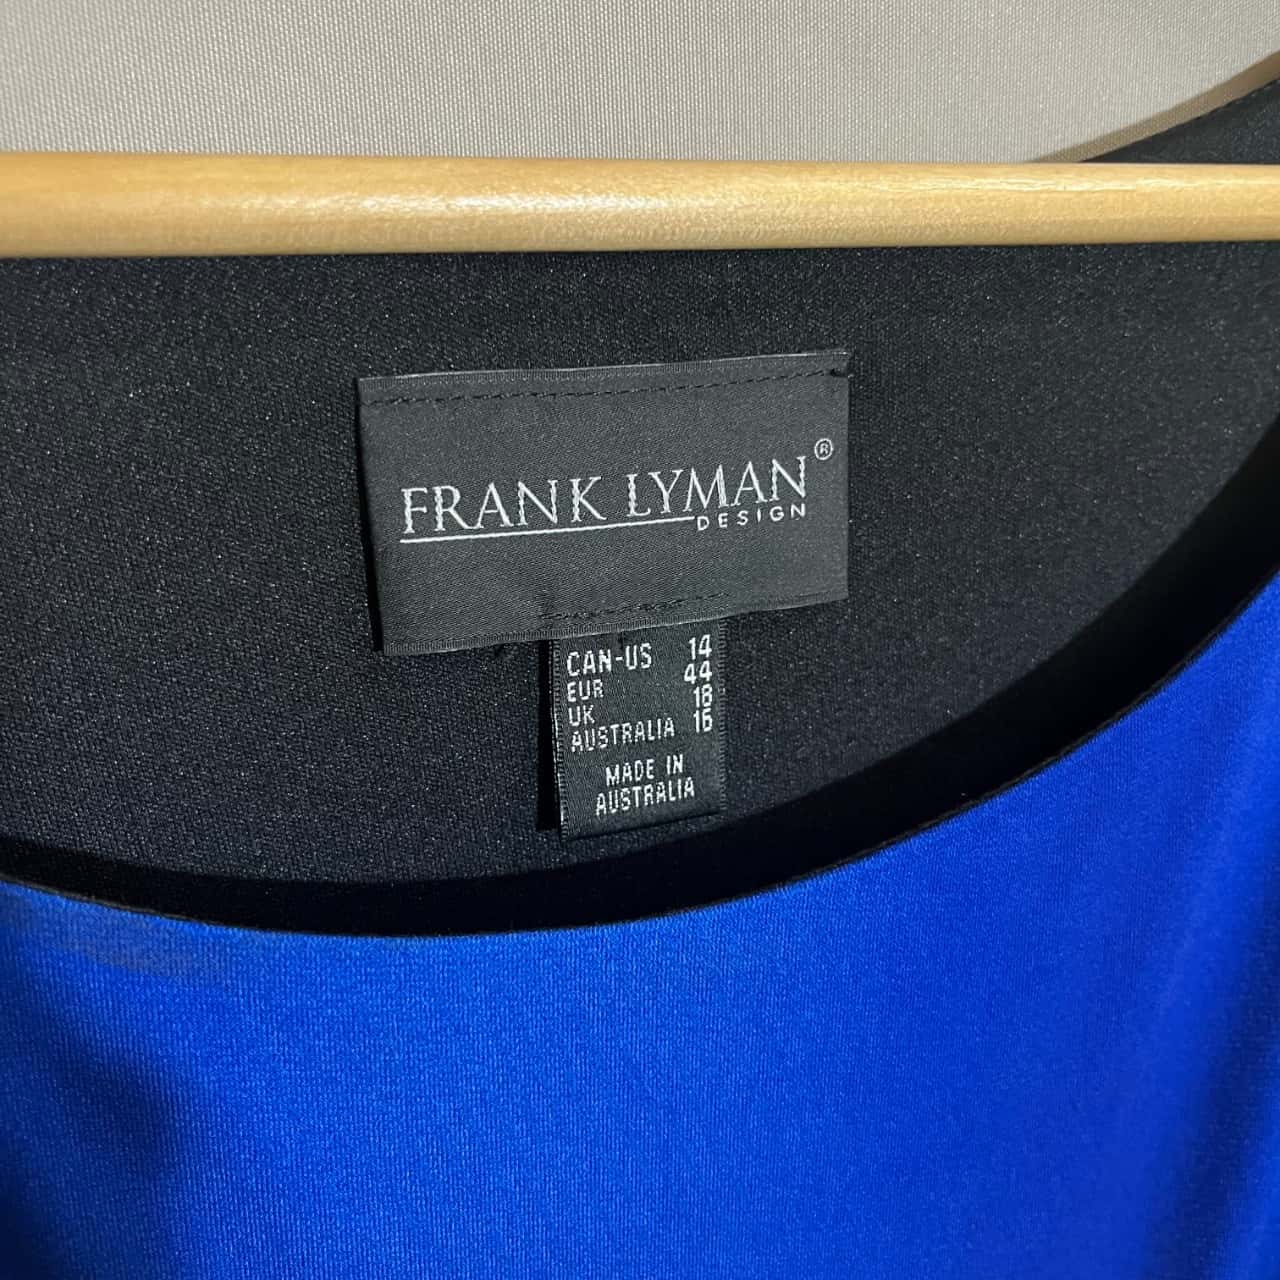 FRANK LYMAN®
DESIGN
CAN-US 14
EUR 44
UK 18
AUSTRALIA 16
MADE IN
AUSTRALIA